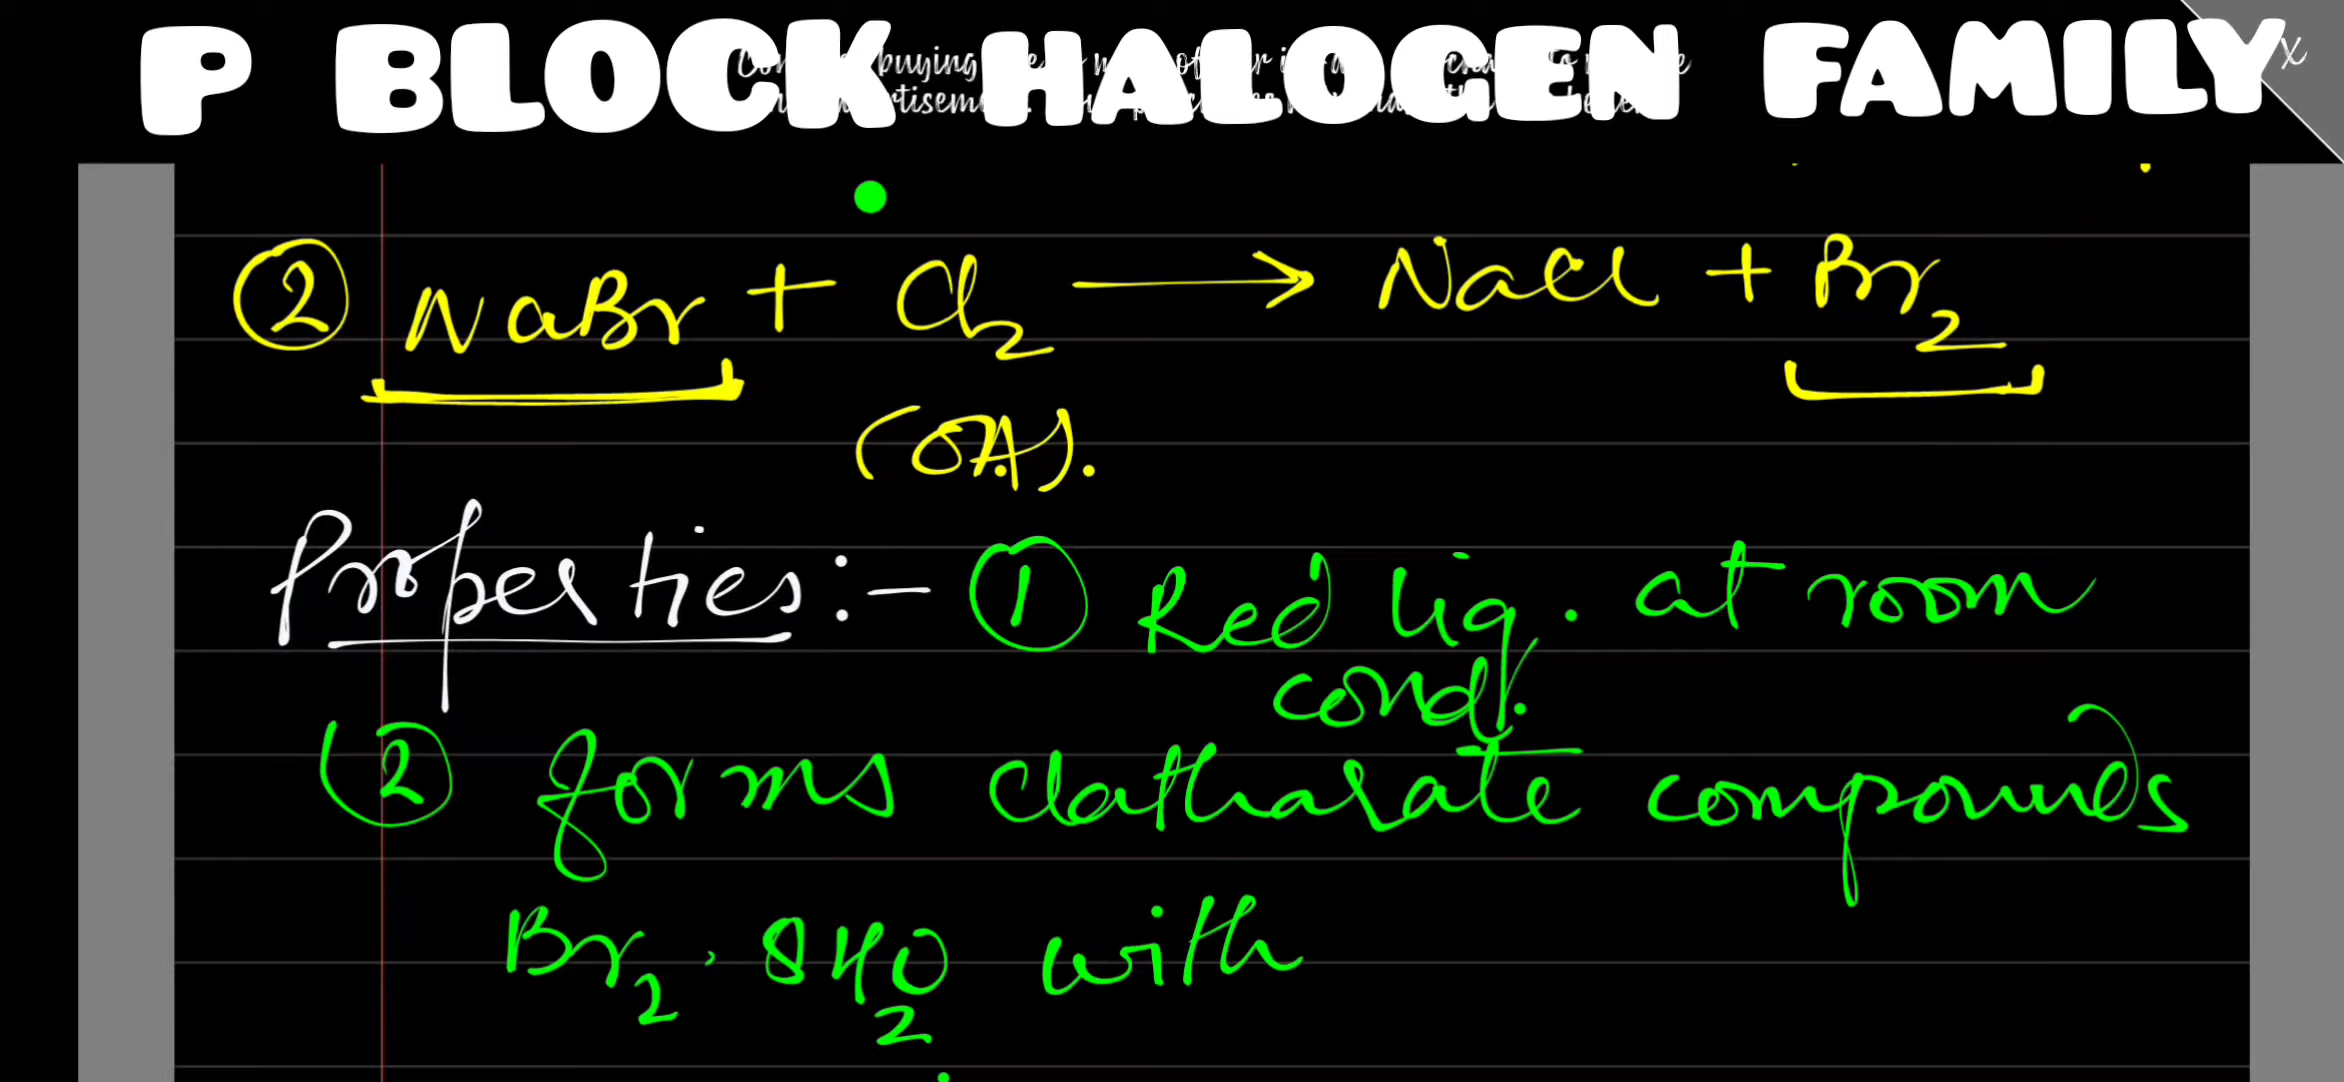 P BLOCK HALOGEN FAMILY
② NaBr + Cl₂ ⟶ NaCl + Br₂
(OA).
Properties:- ① Red liq. at room
cond.
② forms clatharate compounds
Br₂.8H₂O with